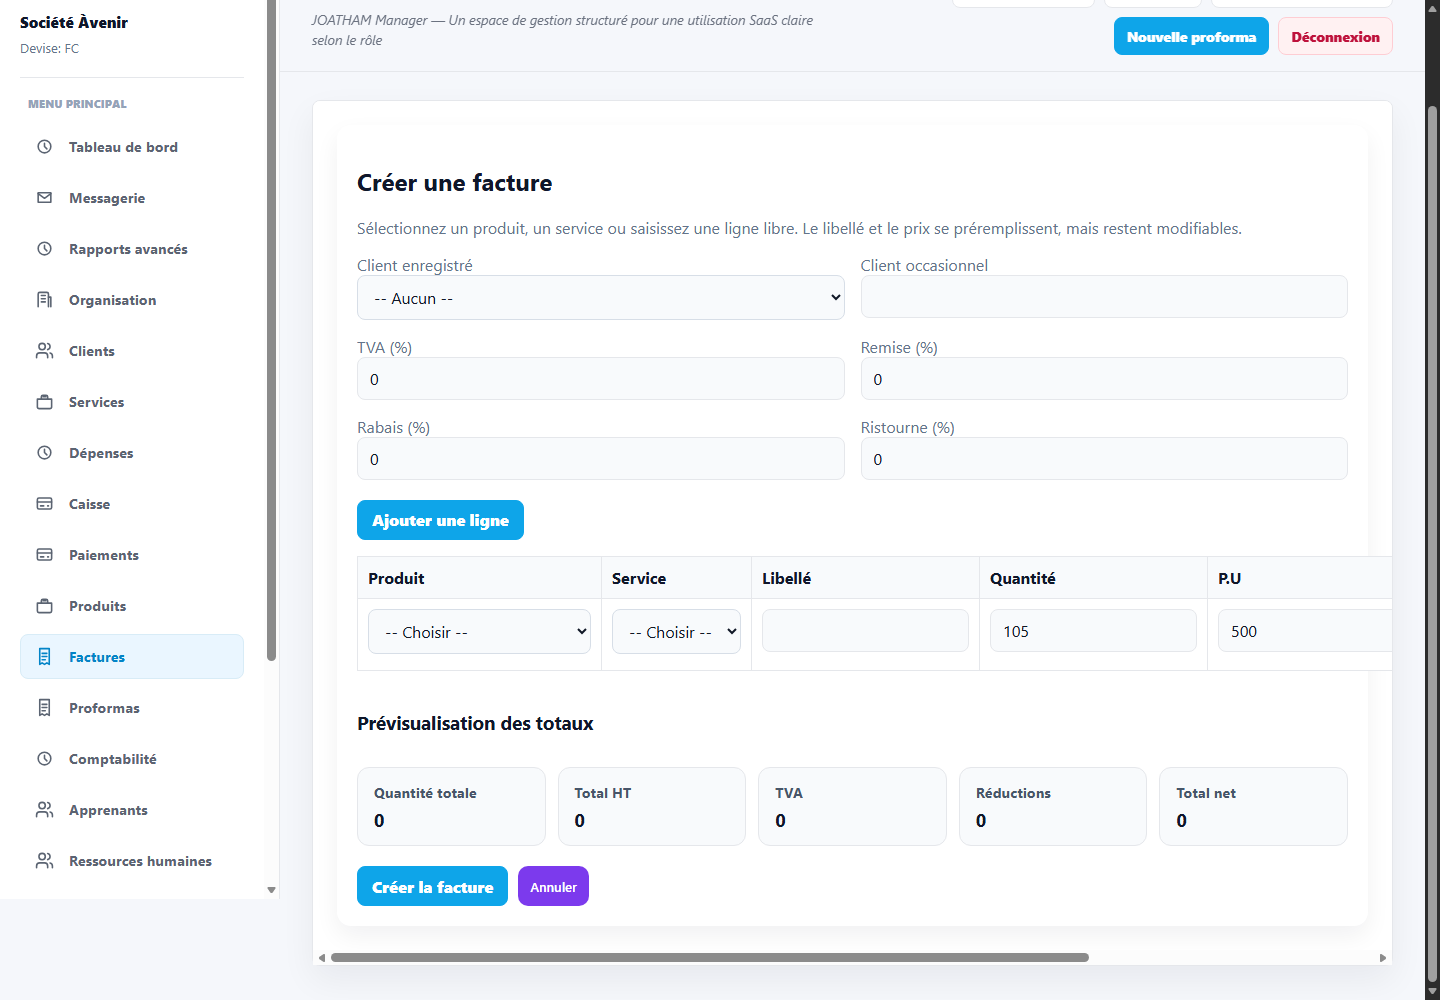 Société Àvenir
Devise: FC
MENU PRINCIPAL
Tableau de bord
Messagerie
Rapports avancés
Organisation
Clients
Services
Dépenses
Caisse
Paiements
Produits
Factures
Proformas
Comptabilité
Apprenants
Ressources humaines
JOATHAM Manager — Un espace de gestion structuré pour une utilisation SaaS claire
selon le rôle
Nouvelle proforma
Déconnexion
Créer une facture
Sélectionnez un produit, un service ou saisissez une ligne libre. Le libellé et le prix se préremplissent, mais restent modifiables.
Client enregistré
Client occasionnel
-- Aucun --
TVA (%)
Remise (%)
0
0
Rabais (%)
Ristourne (%)
0
0
Ajouter une ligne
Produit Service Libellé Quantité P.U
-- Choisir -- -- Choisir -- 105 500
Prévisualisation des totaux
Quantité totale Total HT TVA Réductions Total net
0 0 0 0 0
Créer la facture
Annuler